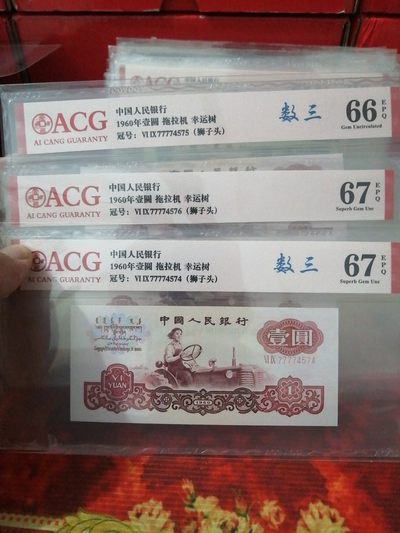 ACG
AI CANG GUARANTY
中国人民银行
1960年壹圆 拖拉机 幸运树
冠号：VI IX77774575（狮子头）
数三
66
EPQ
Gem Uncirculated
ACG
AI CANG GUARANTY
中国人民银行
1960年壹圆 拖拉机 幸运树
冠号：VI IX77774576（狮子头）
67
EPQ
Superb Gem Unc
ACG
AI CANG GUARANTY
中国人民银行
1960年壹圆 拖拉机 幸运树
冠号：VI IX77774574（狮子头）
数三
67
EPQ
Superb Gem Unc
中国人民银行
壹圆
VI IX 77774574
YI
YUAN
1960